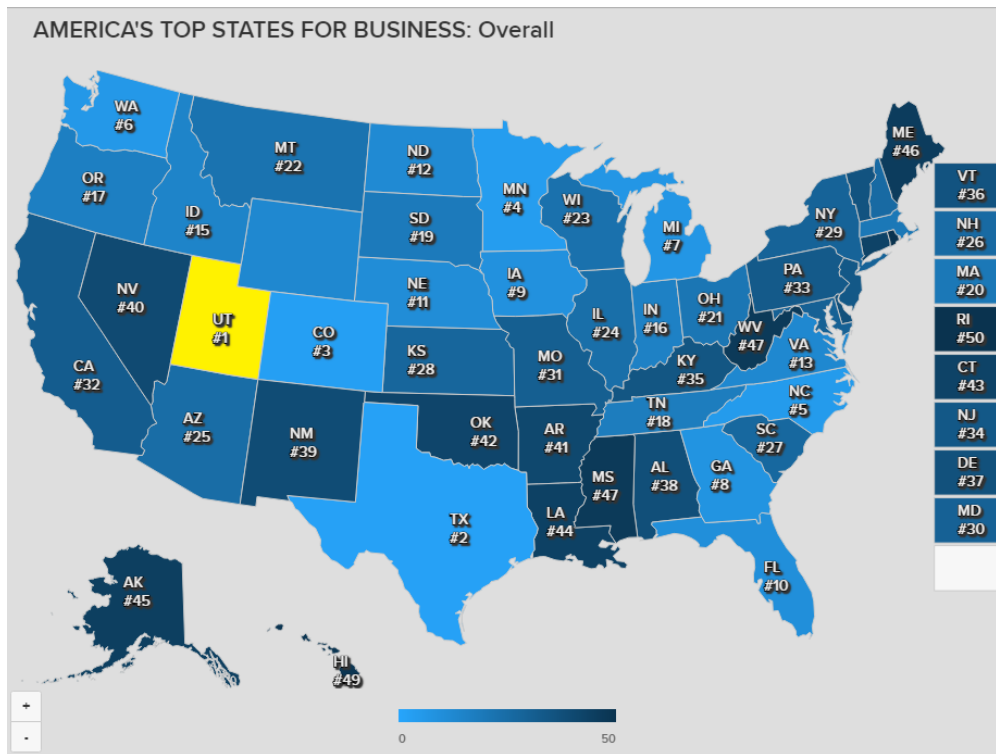 AMERICA'S TOP STATES FOR BUSINESS: Overall
WA
#6
MT
#22
ND
#12
MN
#4
ME
#46
VT
#36
OR
#17
ID
#15
SD
#19
WI
#23
MI
#7
NY
#29
NH
#26
MA
#20
NV
#40
UT
#1
CO
#3
NE
#11
IA
#9
IL
#24
IN
#16
OH
#21
PA
#33
RI
#50
CA
#32
KS
#28
MO
#31
KY
#35
WV
#47
VA
#13
CT
#43
AZ
#25
NM
#39
OK
#42
AR
#41
TN
#18
NC
#5
SC
#27
NJ
#34
DE
#37
TX
#2
LA
#44
MS
#47
AL
#38
GA
#8
MD
#30
FL
#10
AK
#45
HI
#49
+
-
0
50